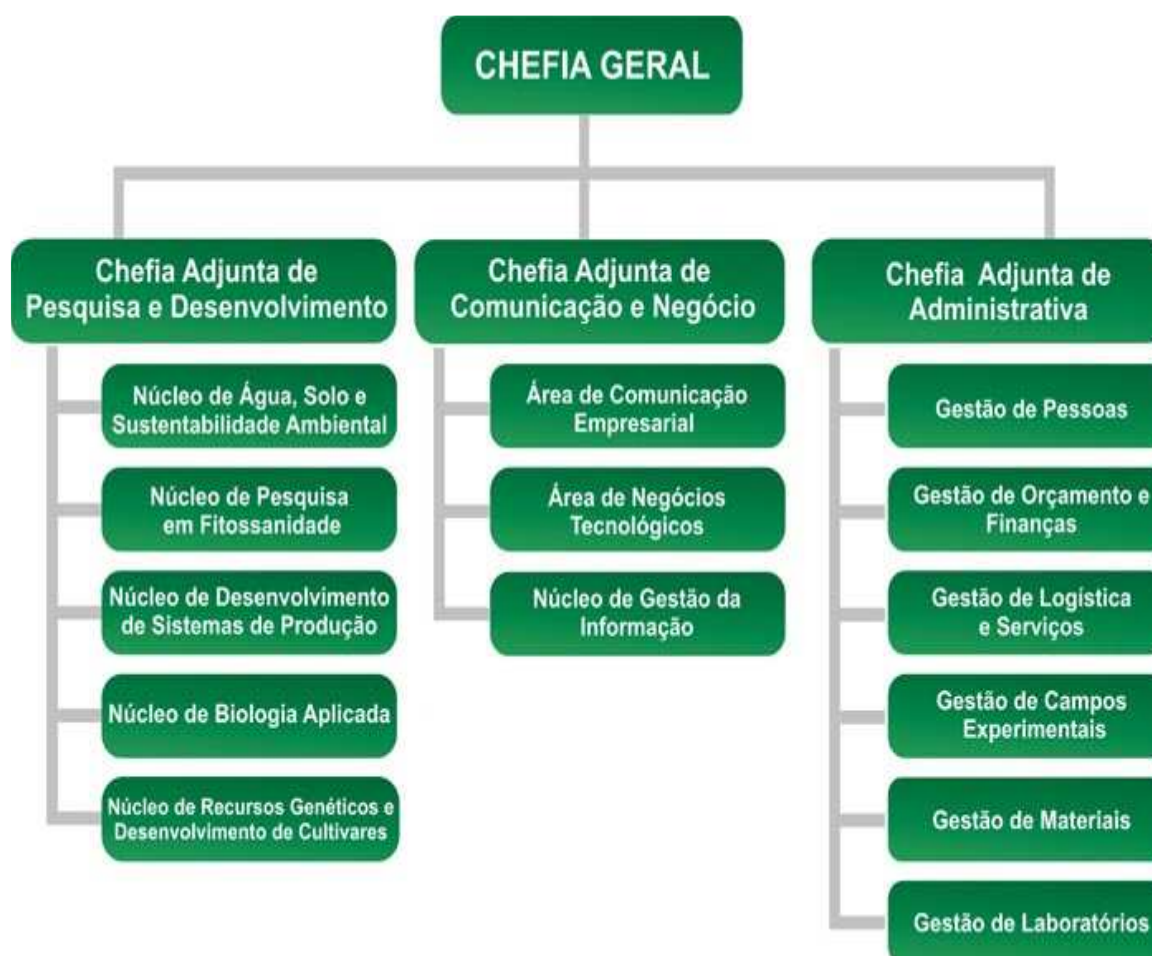 CHEFIA GERAL
Chefia Adjunta de
Pesquisa e Desenvolvimento
Núcleo de Água, Solo e
Sustentabilidade Ambiental
Núcleo de Pesquisa
em Fitossanidade
Núcleo de Desenvolvimento
de Sistemas de Produção
Núcleo de Biologia Aplicada
Núcleo de Recursos Genéticos e
Desenvolvimento de Cultivares
Chefia Adjunta de
Comunicação e Negócio
Área de Comunicação
Empresarial
Área de Negócios
Tecnológicos
Núcleo de Gestão da
Informação
Chefia Adjunta de
Administrativa
Gestão de Pessoas
Gestão de Orçamento e
Finanças
Gestão de Logística
e Serviços
Gestão de Campos
Experimentais
Gestão de Materiais
Gestão de Laboratórios